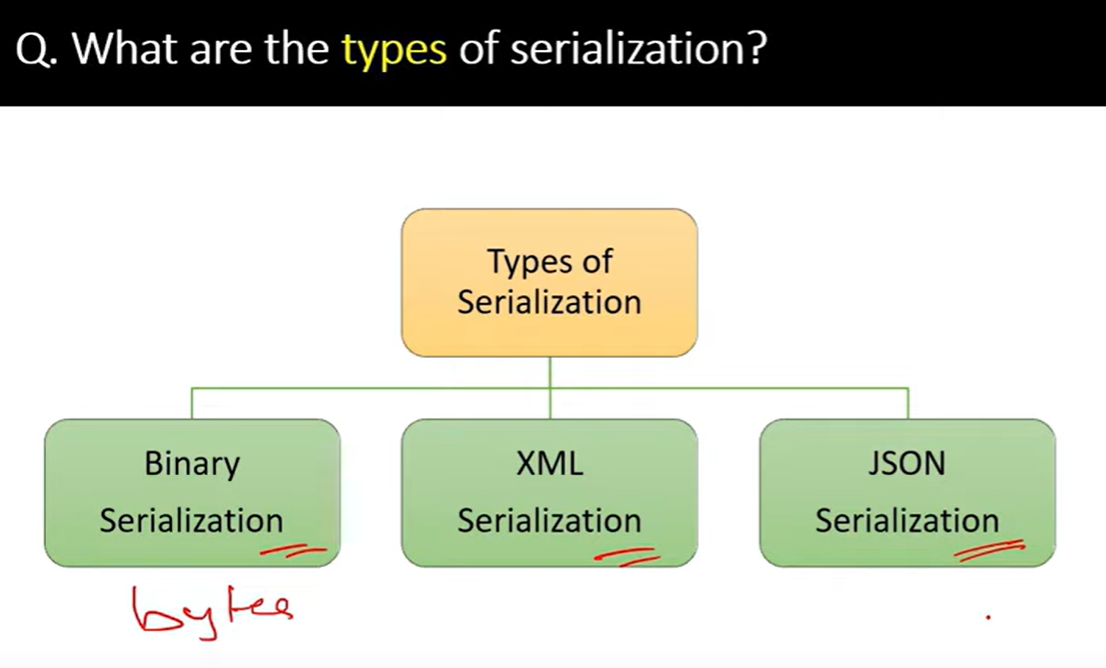 Q. What are the types of serialization?
Types of
Serialization
Binary
Serialization
XML
Serialization
JSON
Serialization
bytes